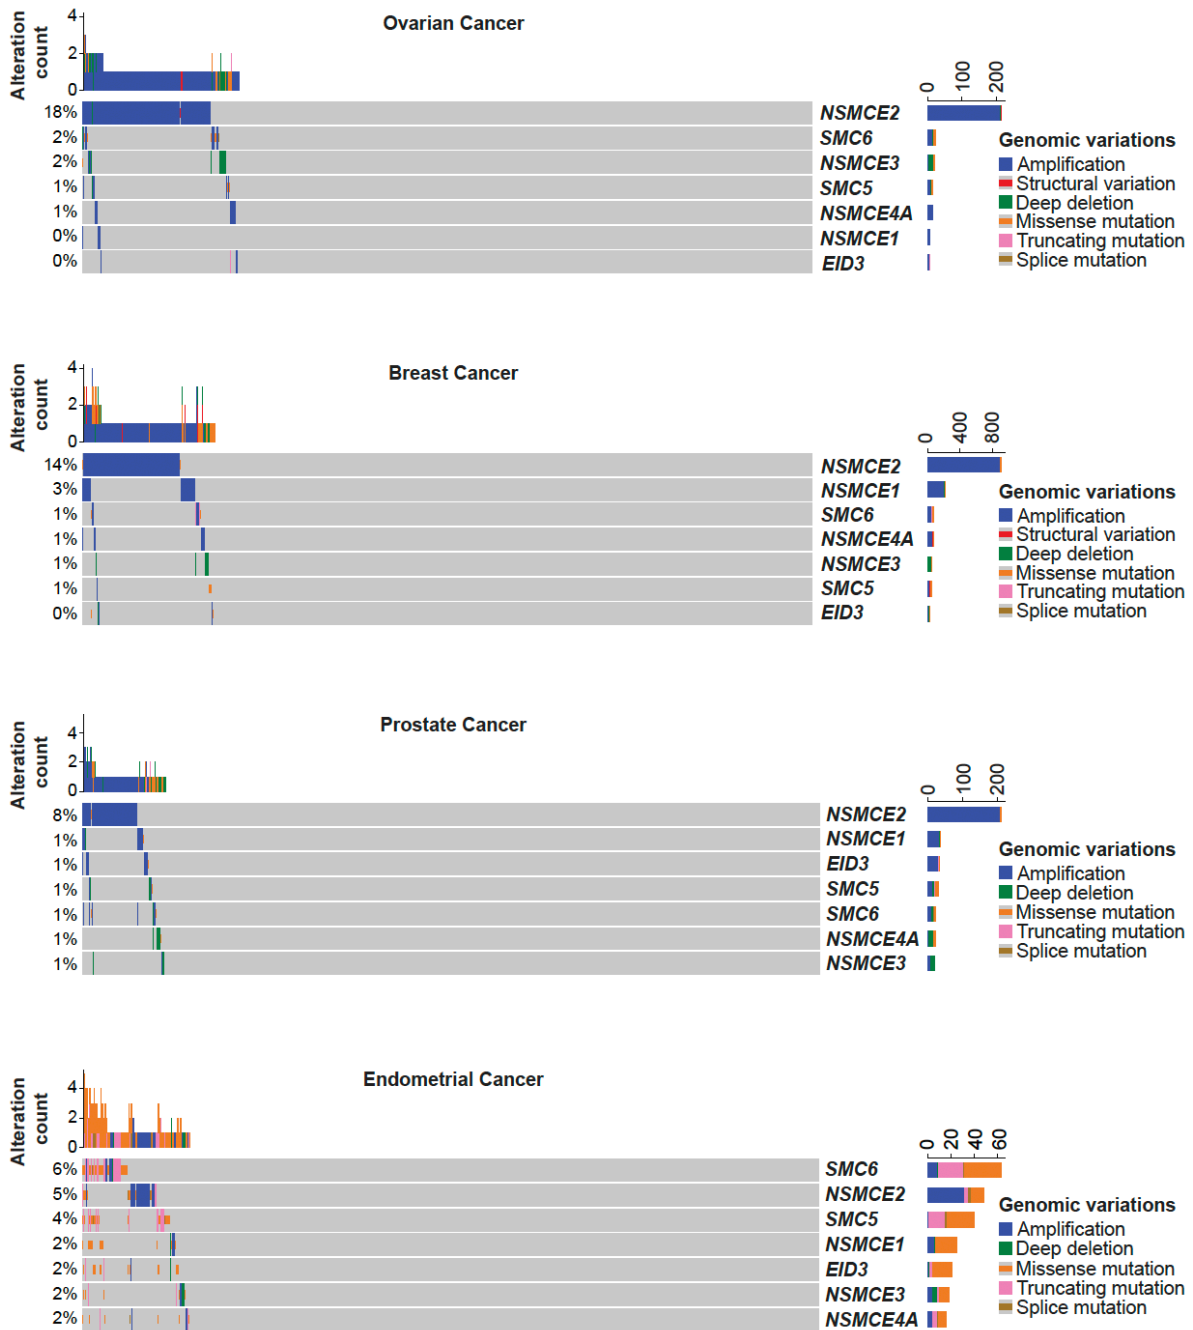 Ovarian Cancer
Alteration
count
4
2
0
0 100 200
18% NSMCE2
2% SMC6
2% NSMCE3
1% SMC5
1% NSMCE4A
0% NSMCE1
0% EID3
Genomic variations
Amplification
Structural variation
Deep deletion
Missense mutation
Truncating mutation
Splice mutation
Breast Cancer
Alteration
count
4
2
0
0 400 800
14% NSMCE2
3% NSMCE1
1% SMC6
1% NSMCE4A
1% NSMCE3
1% SMC5
0% EID3
Genomic variations
Amplification
Structural variation
Deep deletion
Missense mutation
Truncating mutation
Splice mutation
Prostate Cancer
Alteration
count
4
2
0
0 100 200
8% NSMCE2
1% NSMCE1
1% EID3
1% SMC5
1% SMC6
1% NSMCE4A
1% NSMCE3
Genomic variations
Amplification
Deep deletion
Missense mutation
Truncating mutation
Splice mutation
Endometrial Cancer
Alteration
count
4
2
0
0 20 40 60
6% SMC6
5% NSMCE2
4% SMC5
2% NSMCE1
2% EID3
2% NSMCE3
2% NSMCE4A
Genomic variations
Amplification
Deep deletion
Missense mutation
Truncating mutation
Splice mutation